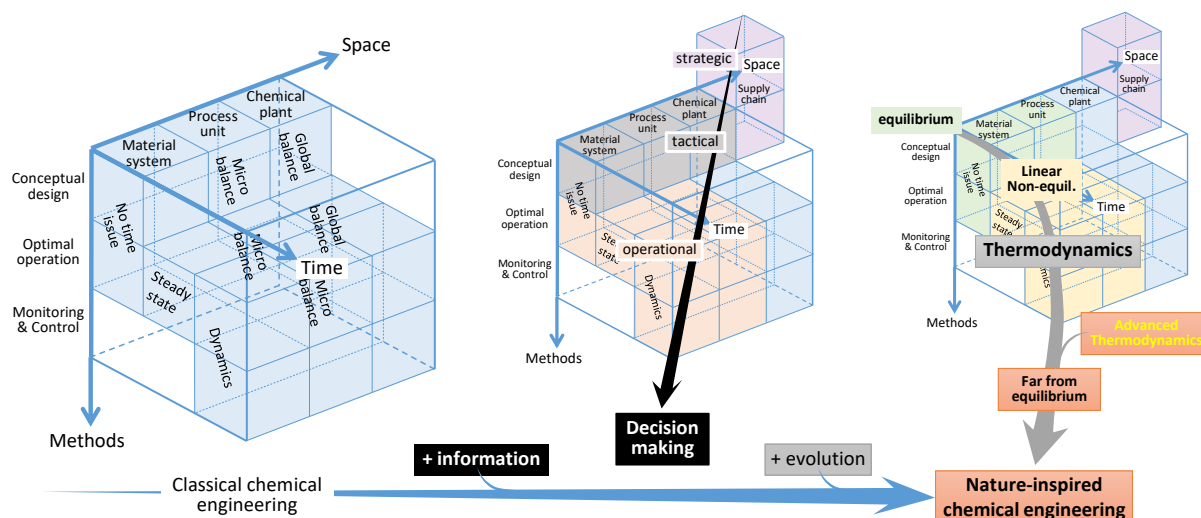 Space
Chemical
plant
Process
unit
Material
system
Global
balance
Micro
balance
Conceptual
design
No time
issue
Global
balance
Micro
balance
Optimal
operation
Time
Steady
state
Micro
balance
Monitoring
& Control
Dynamics
Methods
strategic
Space
Supply
chain
Chemical
plant
Process
unit
Material
system
tactical
Conceptual
design
No time
issue
Optimal
operation
Time
operational
Monitoring
& Control
Dynamics
Methods
Decision
making
Space
Supply
chain
Chemical
plant
Process
unit
equilibrium
Material
system
Conceptual
design
No time
issue
Linear
Non-equil.
Optimal
operation
Time
Steady
Monitoring
& Control
Thermodynamics
Methods
Advanced
Thermodynamics
Far from
equilibrium
+ information
+ evolution
Classical chemical
engineering
Nature-inspired
chemical engineering